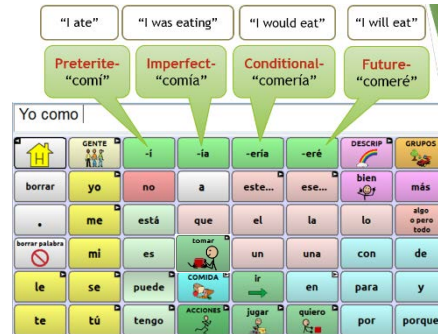 "I ate" "I was eating" "I would eat" "I will eat"
Preterite- Imperfect- Conditional- Future-
"comí" "comía" "comería" "comeré"
Yo como
H GENTE -í -ía -ería -eré DESCRIP GRUPOS
borrar yo no a este... ese... bien más
. me está que el la lo algo o pero todo
borrar palabra mi es tomar un una con de
le se puede COMIDA ir en para y
te tú tengo ACCIONES jugar quiero por porque